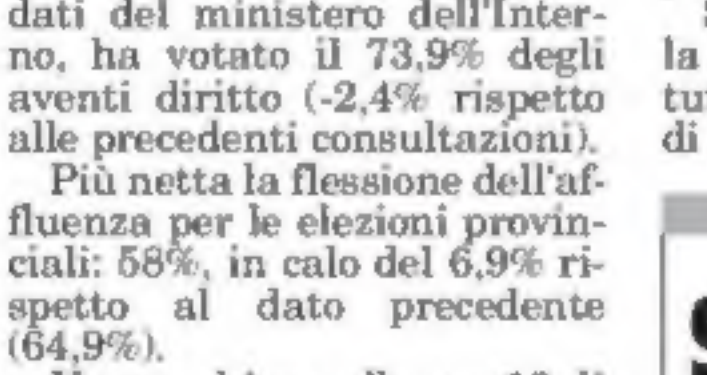 dati del ministero dell'Inter-
no, ha votato il 73,9% degli
aventi diritto (-2,4% rispetto
alle precedenti consultazioni).
Più netta la flessione dell'af-
fluenza per le elezioni provin-
ciali: 58%, in calo del 6,9% ri-
spetto al dato precedente
(64,9%).
la
di